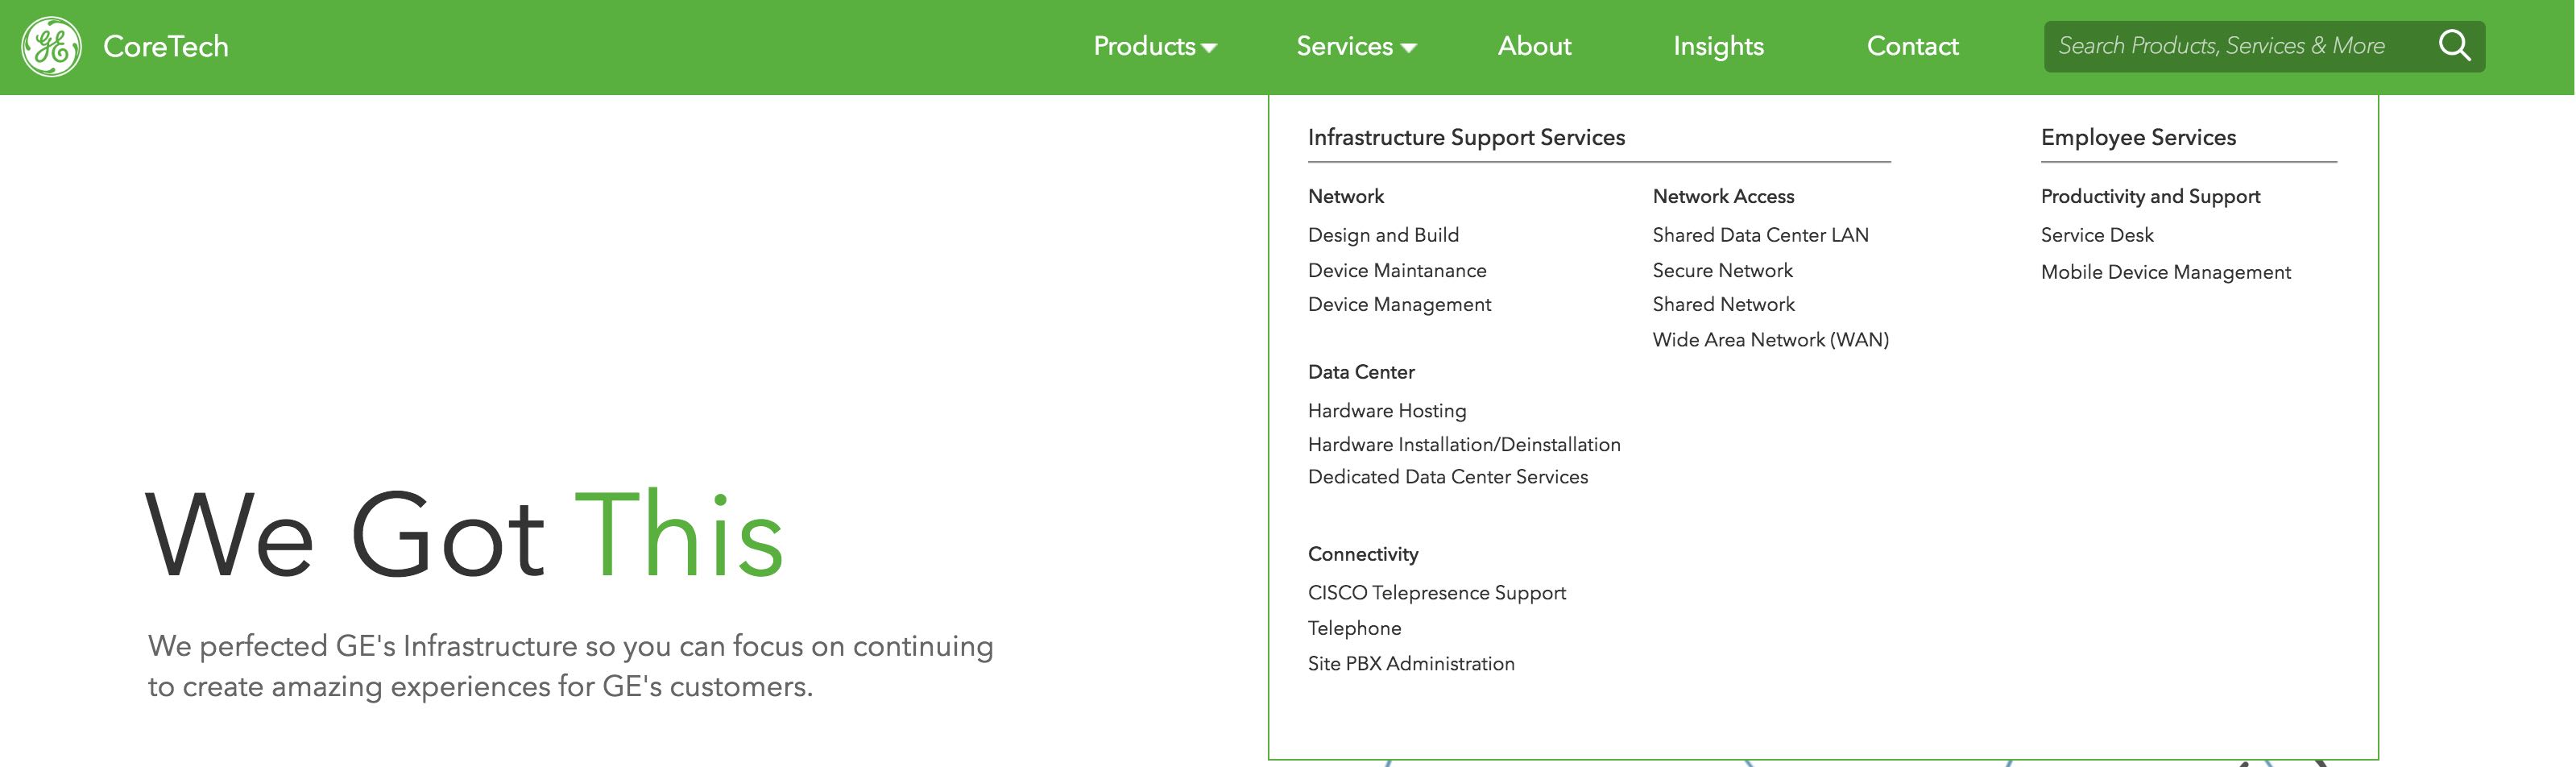 GE CoreTech
Products
Services
About
Insights
Contact
Search Products, Services & More
Infrastructure Support Services
Network
Design and Build
Device Maintanance
Device Management
Data Center
Hardware Hosting
Hardware Installation/Deinstallation
Dedicated Data Center Services
Connectivity
CISCO Telepresence Support
Telephone
Site PBX Administration
Network Access
Shared Data Center LAN
Secure Network
Shared Network
Wide Area Network (WAN)
Employee Services
Productivity and Support
Service Desk
Mobile Device Management
We Got This
We perfected GE's Infrastructure so you can focus on continuing
to create amazing experiences for GE's customers.